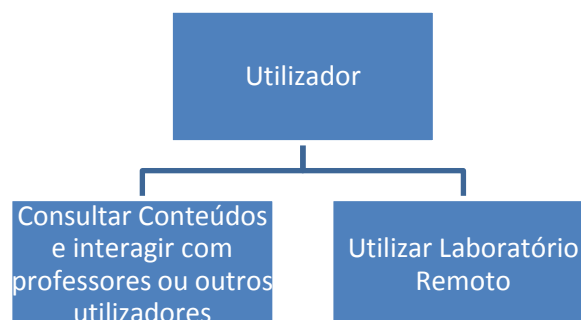 Utilizador
Consultar Conteúdos
e interagir com
professores ou outros
utilizadores
Utilizar Laboratório
Remoto